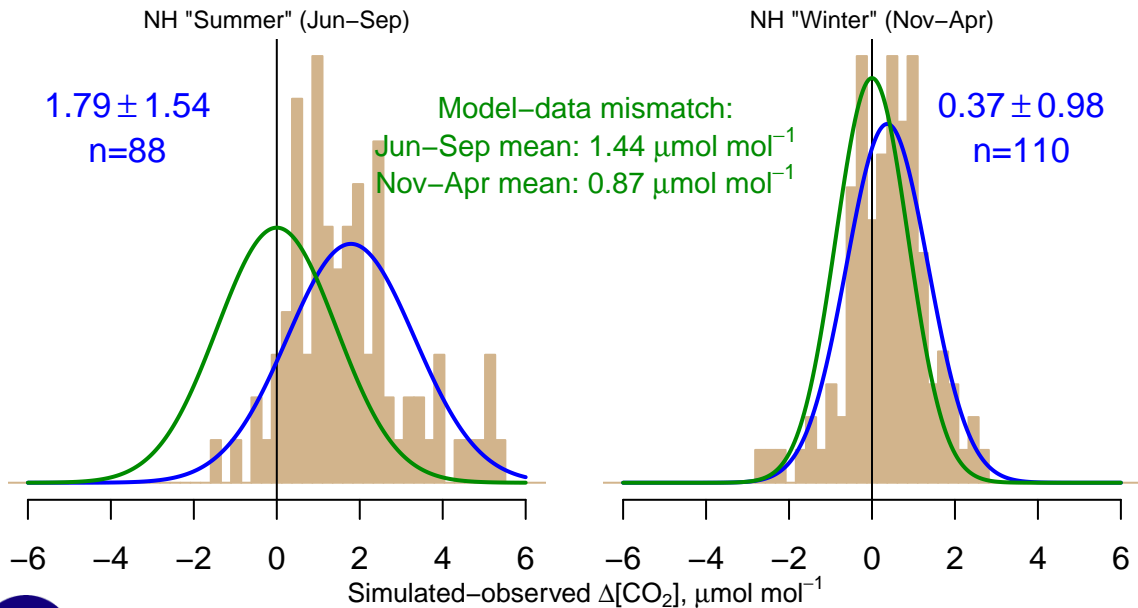 NH "Summer" (Jun−Sep)
NH "Winter" (Nov−Apr)
1.79 ± 1.54
n=88
Model−data mismatch:
Jun−Sep mean: 1.44 μmol mol⁻¹
Nov−Apr mean: 0.87 μmol mol⁻¹
0.37 ± 0.98
n=110
−6 −4 −2 0 2 4 6
−6 −4 −2 0 2 4 6
Simulated−observed Δ[CO₂], μmol mol⁻¹